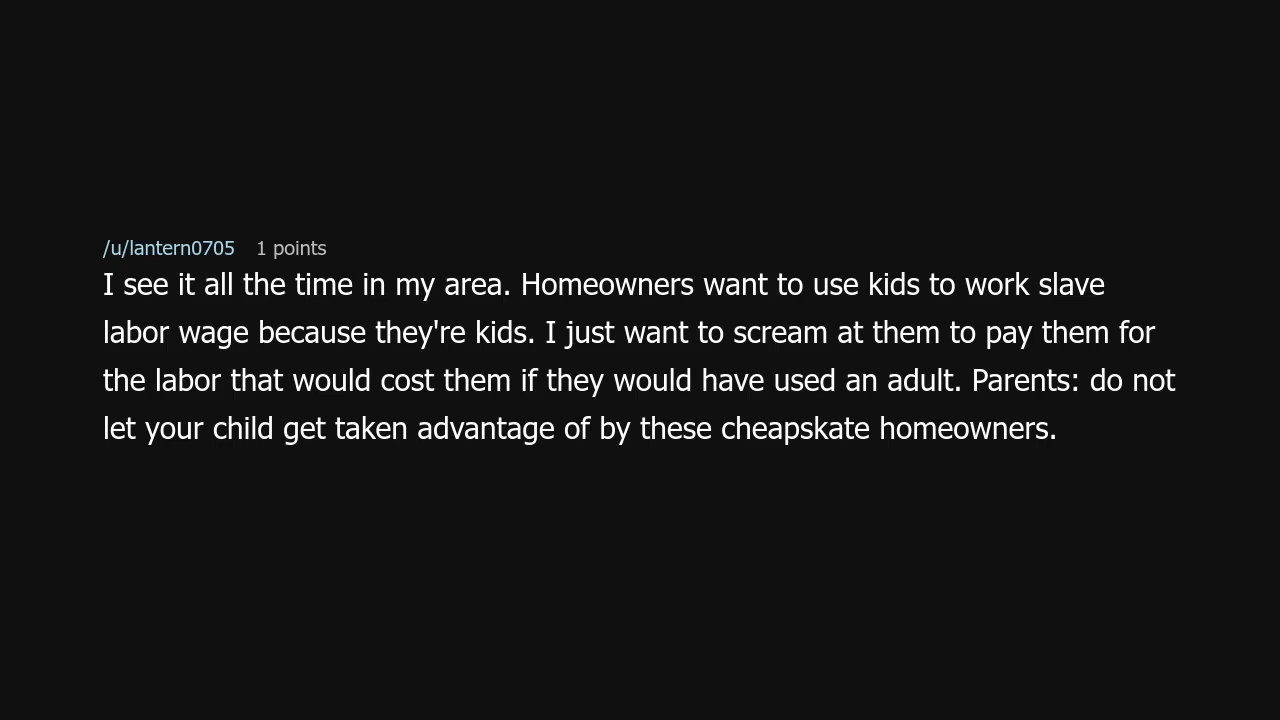 /u/lantern0705 1 points
I see it all the time in my area. Homeowners want to use kids to work slave
labor wage because they're kids. I just want to scream at them to pay them for
the labor that would cost them if they would have used an adult. Parents: do not
let your child get taken advantage of by these cheapskate homeowners.